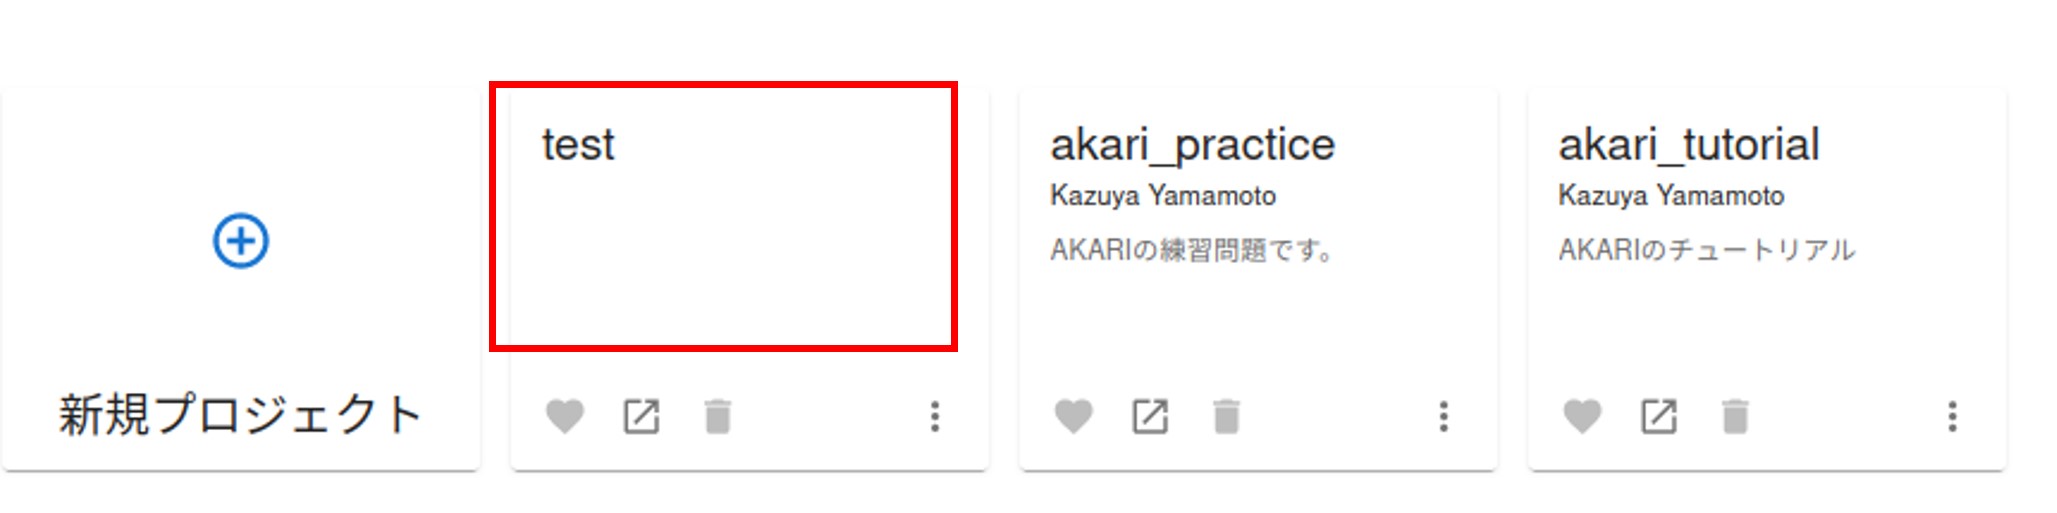 新規プロジェクト
test
akari_practice
Kazuya Yamamoto
AKARIの練習問題です。
akari_tutorial
Kazuya Yamamoto
AKARIのチュートリアル